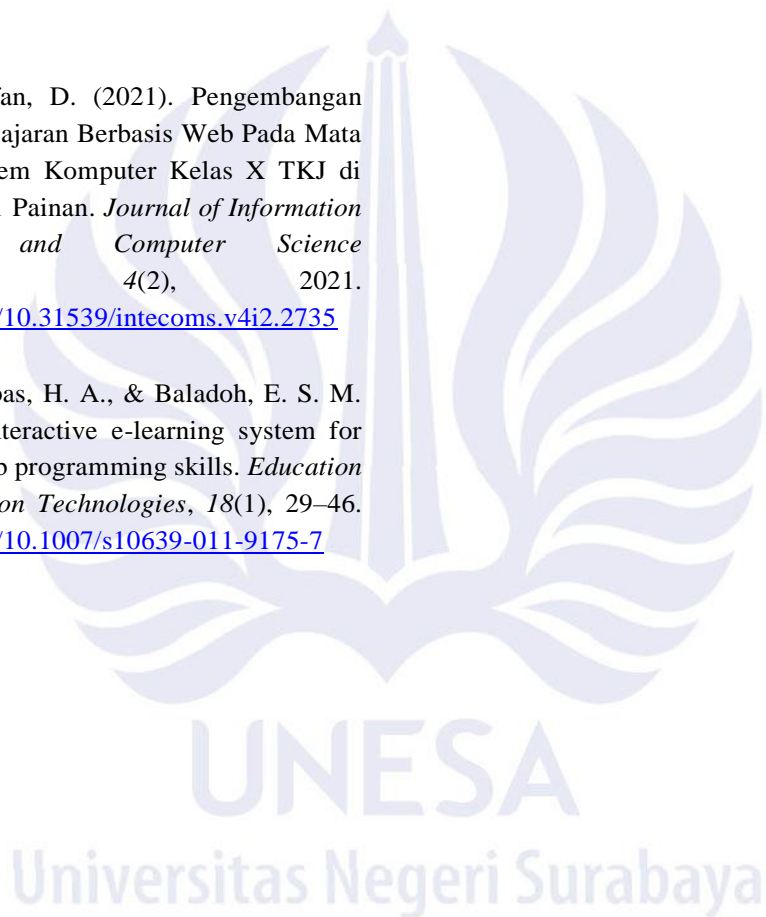 fan, D. (2021). Pengembangan
ajaran Berbasis Web Pada Mata
em Komputer Kelas X TKJ di
Painan. Journal of Information
and Computer Science
4(2), 2021.
/10.31539/intecoms.v4i2.2735
bas, H. A., & Baladoh, E. S. M.
nteractive e-learning system for
b programming skills. Education
on Technologies, 18(1), 29–46.
/10.1007/s10639-011-9175-7
UNESA
Universitas Negeri Surabaya